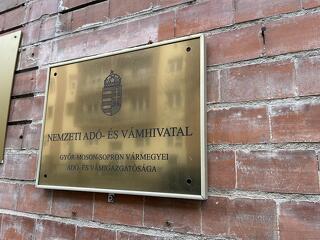 NEMZETI ADÓ- ÉS VÁMHIVATAL
GYŐR-MOSON-SOPRON VÁRMEGYEI
ADÓ- ÉS VÁMIGAZGATÓSÁGA